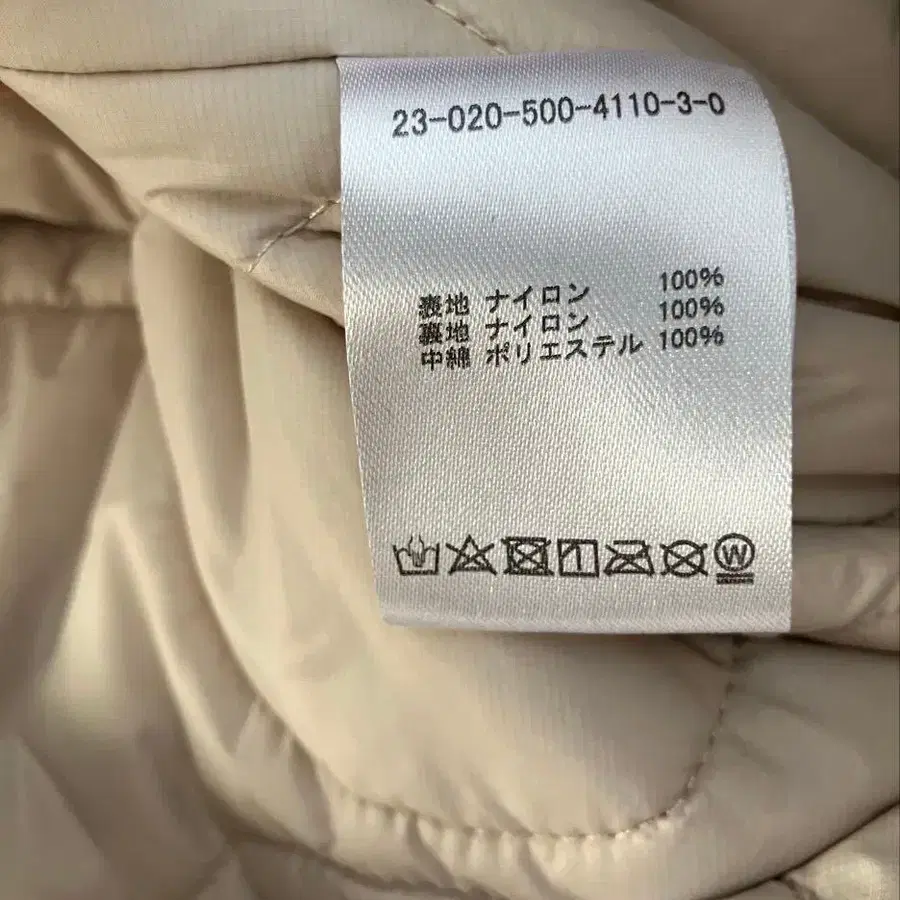 23-020-500-4110-3-0
表地 ナイロン 100%
裏地 ナイロン 100%
中綿 ポリエステル 100%
W